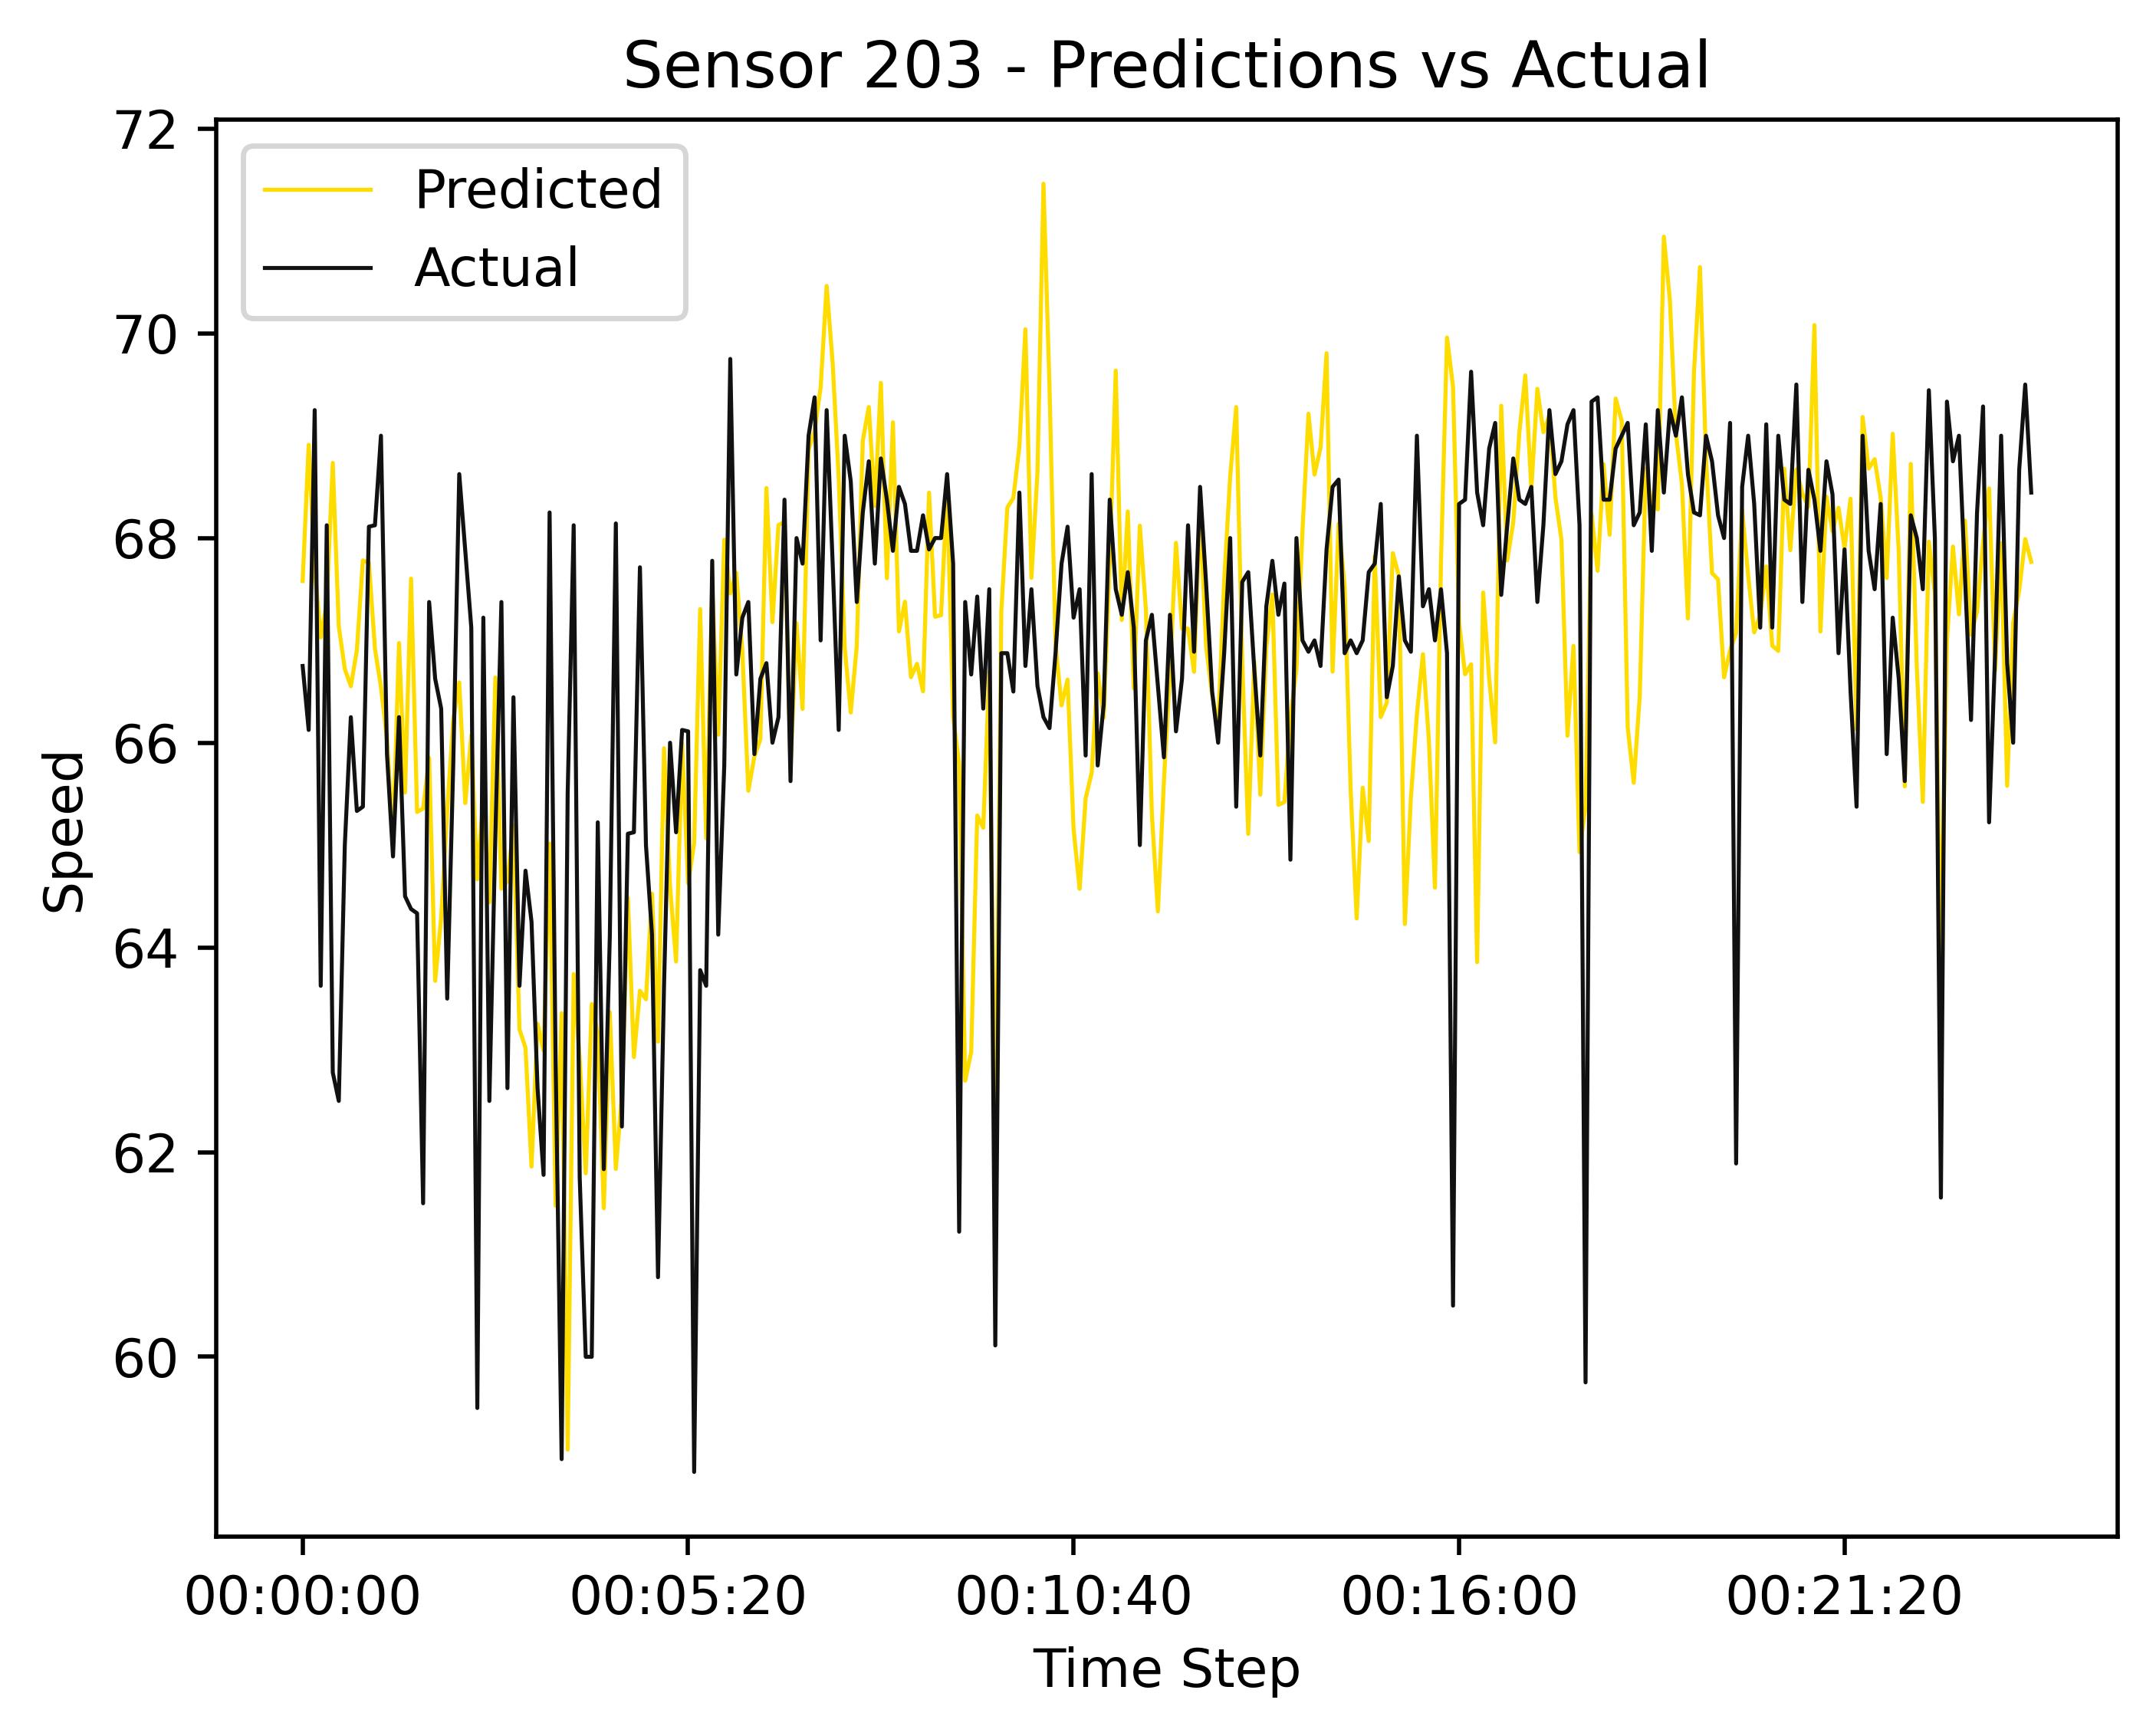 Sensor 203 - Predictions vs Actual
Predicted
Actual
72
70
68
66
64
62
60
Speed
00:00:00
00:05:20
00:10:40
00:16:00
00:21:20
Time Step